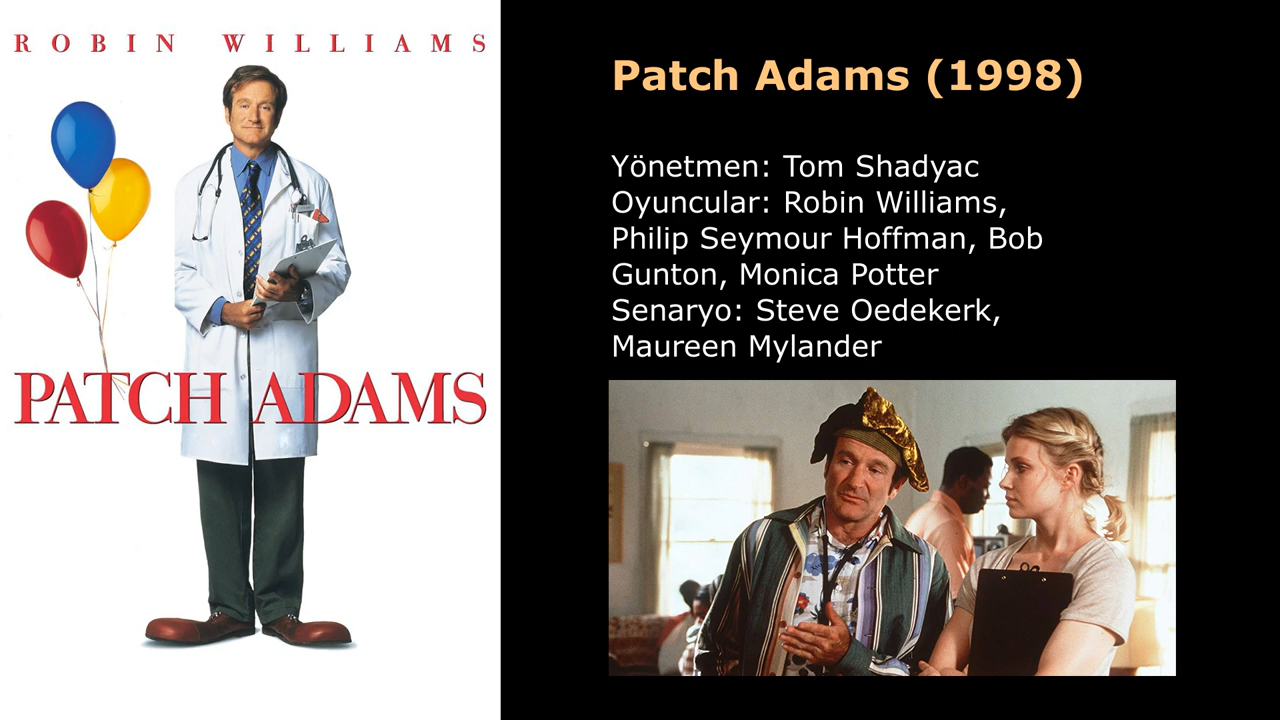 ROBIN WILLIAMS
PATCH ADAMS
Patch Adams (1998)
Yönetmen: Tom Shadyac
Oyuncular: Robin Williams,
Philip Seymour Hoffman, Bob
Gunton, Monica Potter
Senaryo: Steve Oedekerk,
Maureen Mylander